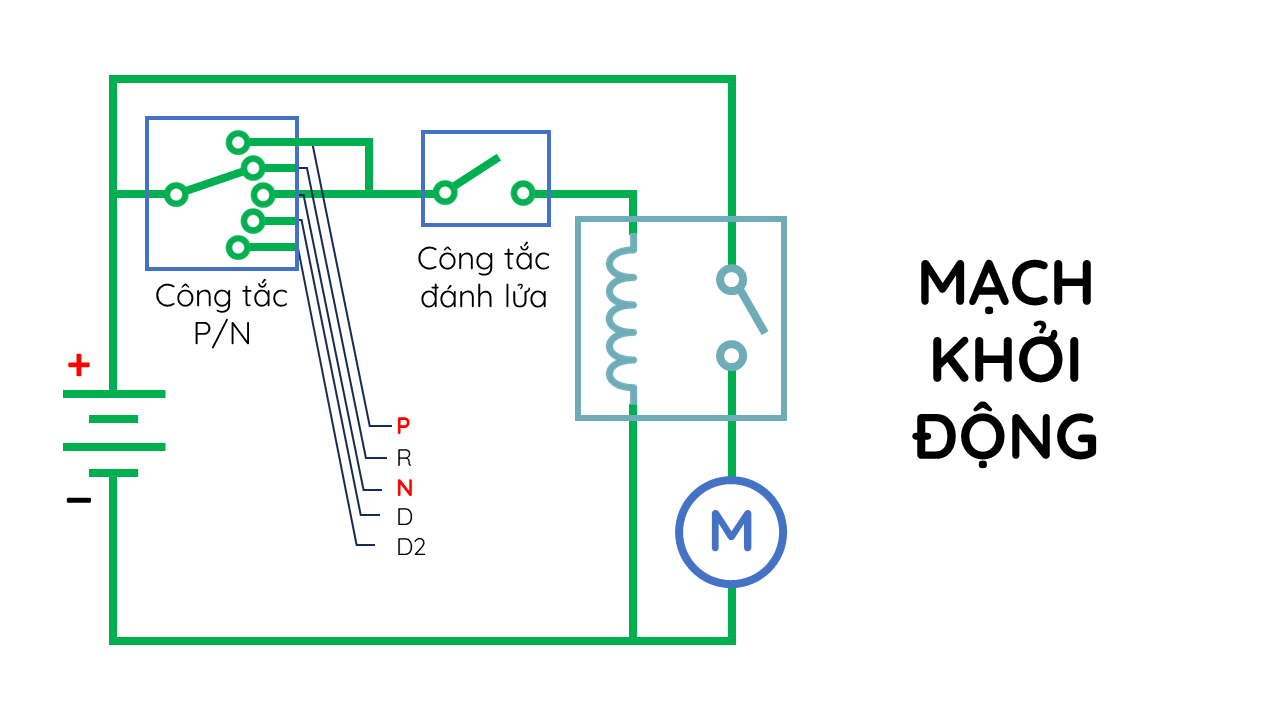 Công tắc
P/N
Công tắc
đánh lửa
+
−
P
R
N
D
D2
M
MẠCH
KHỞI
ĐỘNG